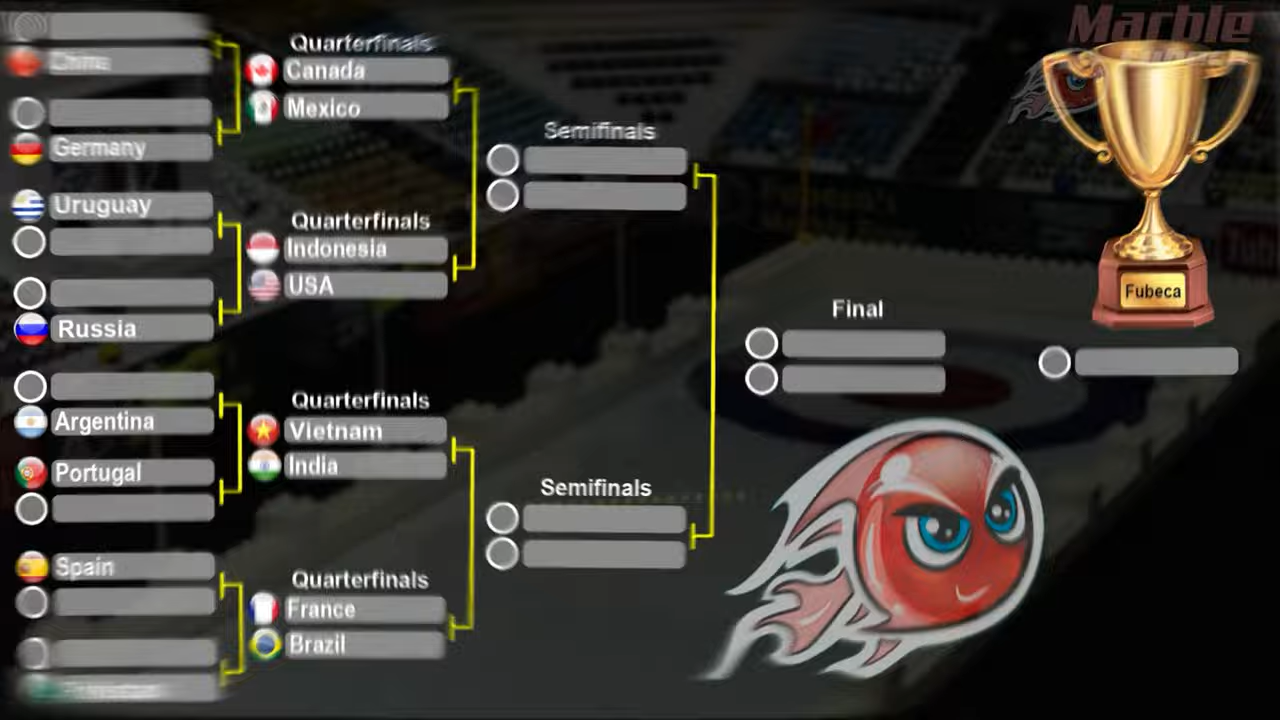 China
Germany
Uruguay
Russia
Argentina
Portugal
Spain
Quarterfinals
Canada
Mexico
Quarterfinals
Indonesia
USA
Quarterfinals
Vietnam
India
Quarterfinals
France
Brazil
Semifinals
Semifinals
Final
Marble
Fubeca